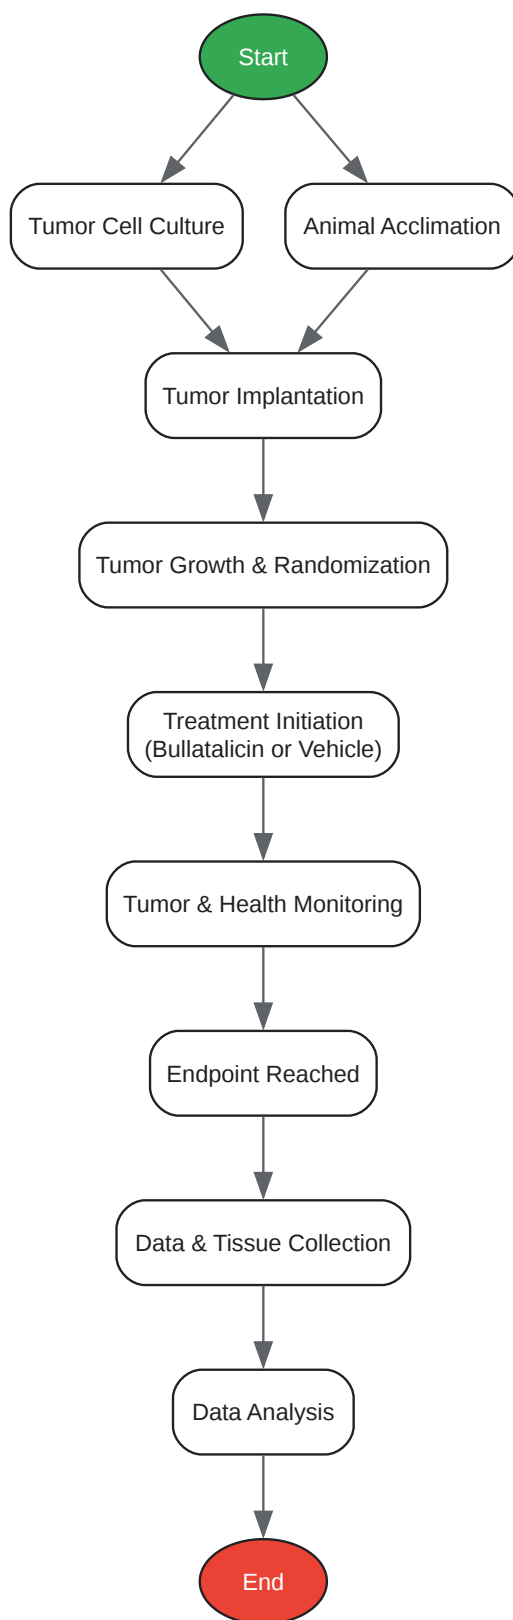 Start
Tumor Cell Culture
Animal Acclimation
Tumor Implantation
Tumor Growth & Randomization
Treatment Initiation
(Bullatalicin or Vehicle)
Tumor & Health Monitoring
Endpoint Reached
Data & Tissue Collection
Data Analysis
End